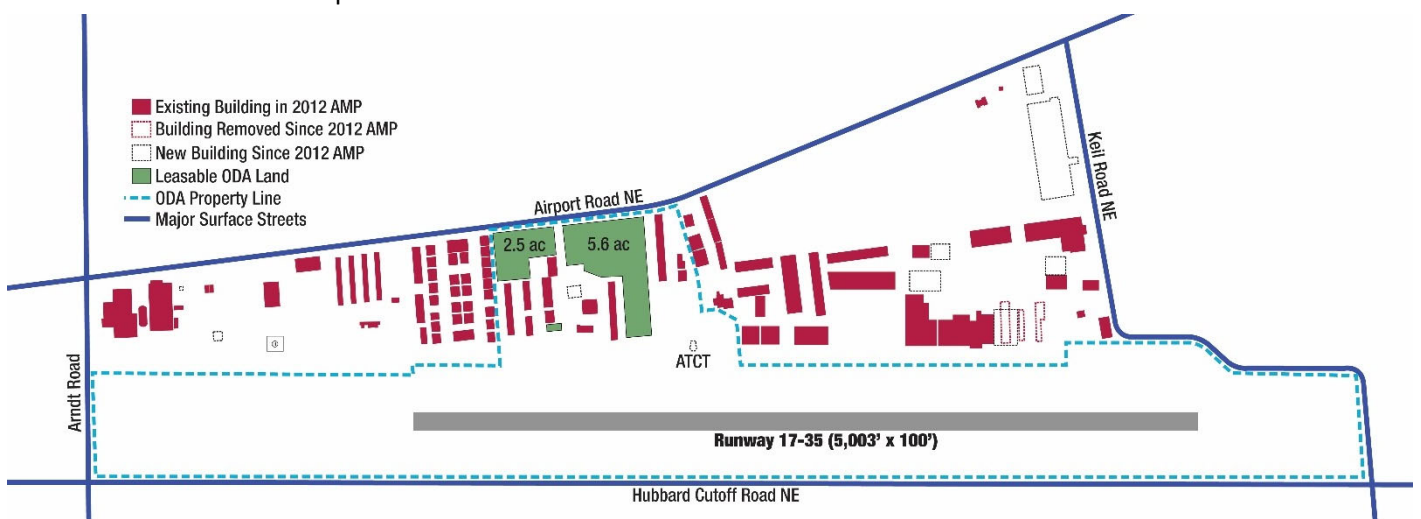 Existing Building in 2012 AMP
Building Removed Since 2012 AMP
New Building Since 2012 AMP
Leasable ODA Land
ODA Property Line
Major Surface Streets
Airport Road NE
2.5 ac
5.6 ac
Keil Road NE
Arndt Road
ATCT
Runway 17-35 (5,003' x 100')
Hubbard Cutoff Road NE